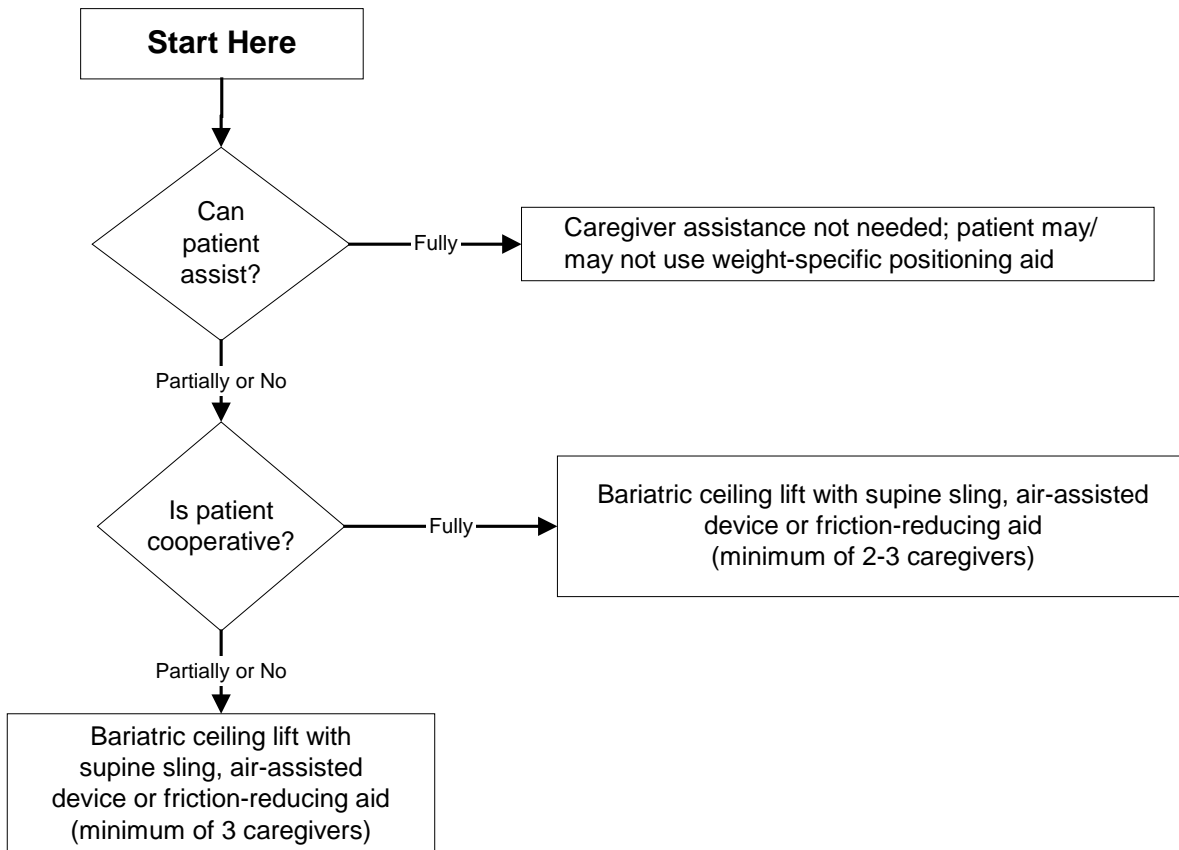 Start Here
Can
patient
assist?
Fully
Caregiver assistance not needed; patient may/
may not use weight-specific positioning aid
Partially or No
Is patient
cooperative?
Fully
Bariatric ceiling lift with supine sling, air-assisted
device or friction-reducing aid
(minimum of 2-3 caregivers)
Partially or No
Bariatric ceiling lift with
supine sling, air-assisted
device or friction-reducing aid
(minimum of 3 caregivers)